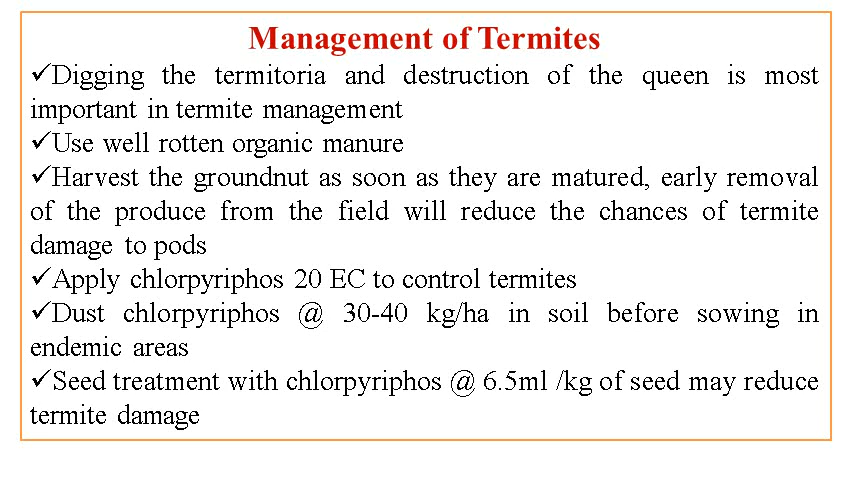 Management of Termites
✓Digging the termitoria and destruction of the queen is most
important in termite management
✓Use well rotten organic manure
✓Harvest the groundnut as soon as they are matured, early removal
of the produce from the field will reduce the chances of termite
damage to pods
✓Apply chlorpyriphos 20 EC to control termites
✓Dust chlorpyriphos @ 30-40 kg/ha in soil before sowing in
endemic areas
✓Seed treatment with chlorpyriphos @ 6.5ml /kg of seed may reduce
termite damage